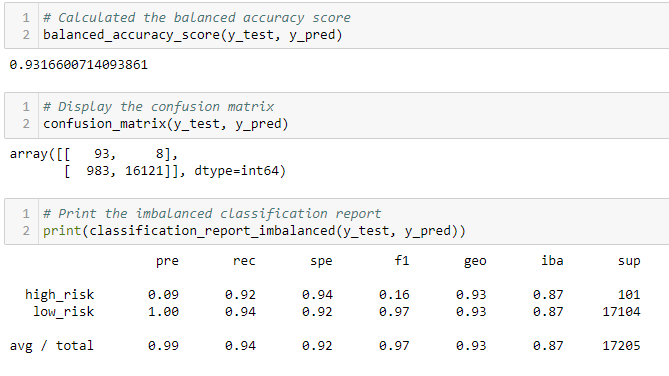 1 # Calculated the balanced accuracy score
2 balanced_accuracy_score(y_test, y_pred)
0.9316600714093861
1 # Display the confusion matrix
2 confusion_matrix(y_test, y_pred)
array([[   93,     8],
       [  983, 16121]], dtype=int64)
1 # Print the imbalanced classification report
2 print(classification_report_imbalanced(y_test, y_pred))
pre rec spe f1 geo iba sup
high_risk 0.09 0.92 0.94 0.16 0.93 0.87 101
low_risk 1.00 0.94 0.92 0.97 0.93 0.87 17104
avg / total 0.99 0.94 0.92 0.97 0.93 0.87 17205